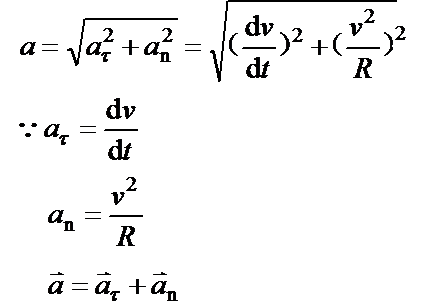 a = √(a_τ² + a_n²) = √((dv/dt)² + (v²/R)²)
∵ a_τ = dv/dt
a_n = v²/R
a⃗ = a⃗_τ + a⃗_n